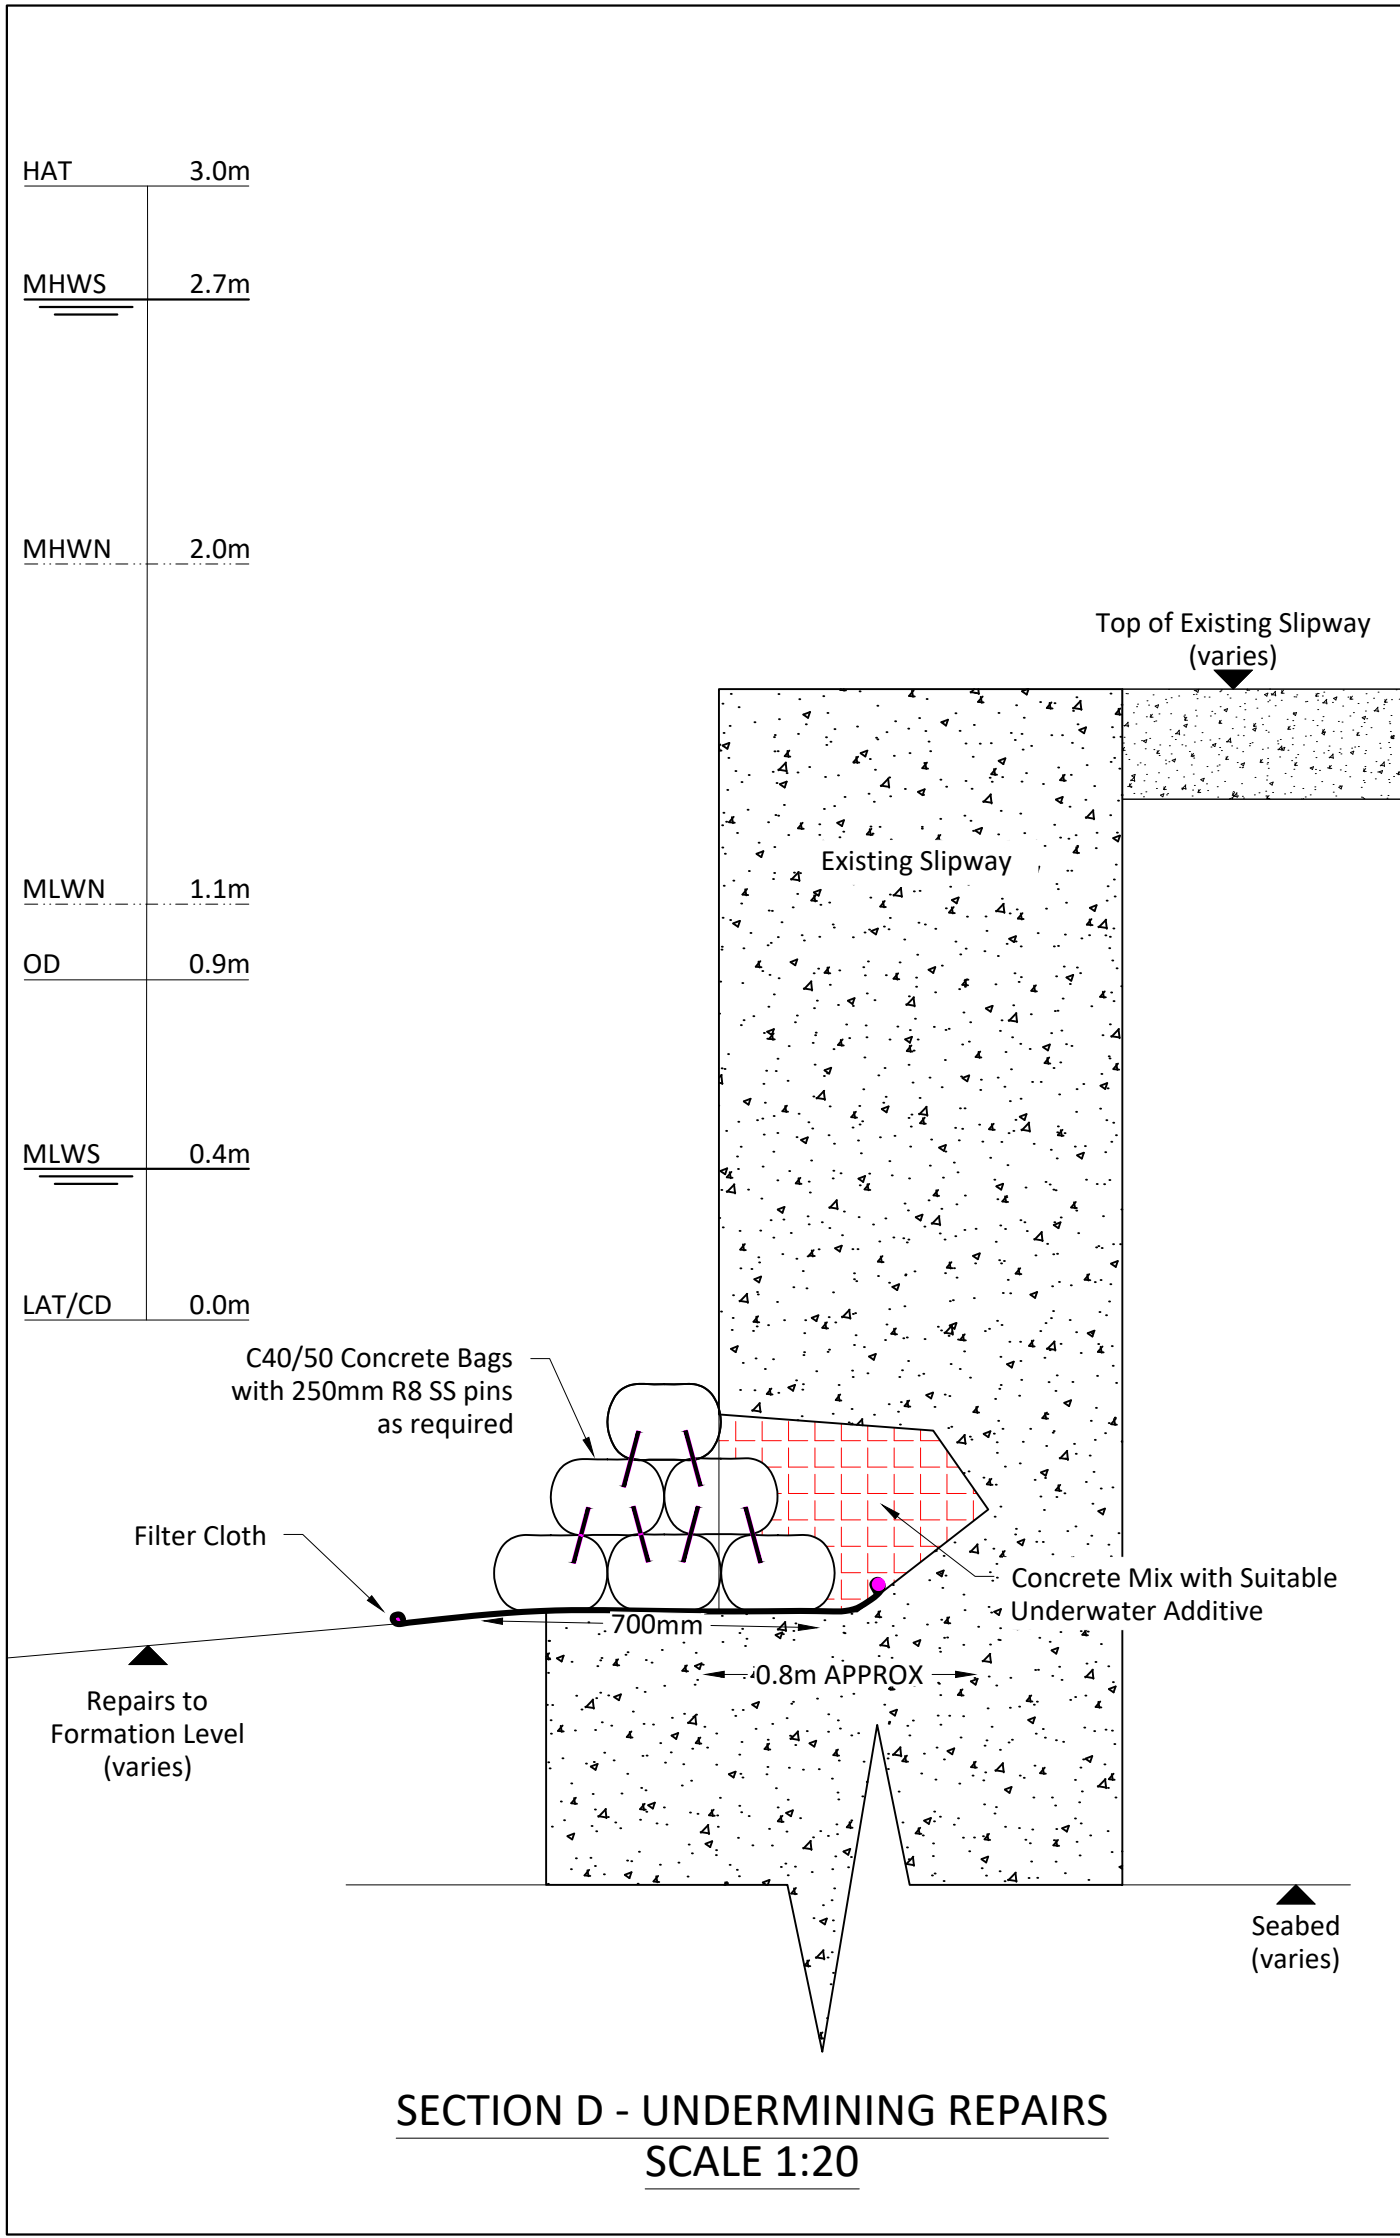 HAT 3.0m
MHWS 2.7m
MHWN 2.0m
Top of Existing Slipway
(varies)
Existing Slipway
MLWN 1.1m
OD 0.9m
MLWS 0.4m
LAT/CD 0.0m
C40/50 Concrete Bags
with 250mm R8 SS pins
as required
Filter Cloth
Concrete Mix with Suitable
Underwater Additive
700mm
0.8m APPROX
Repairs to
Formation Level
(varies)
Seabed
(varies)
SECTION D - UNDERMINING REPAIRS
SCALE 1:20